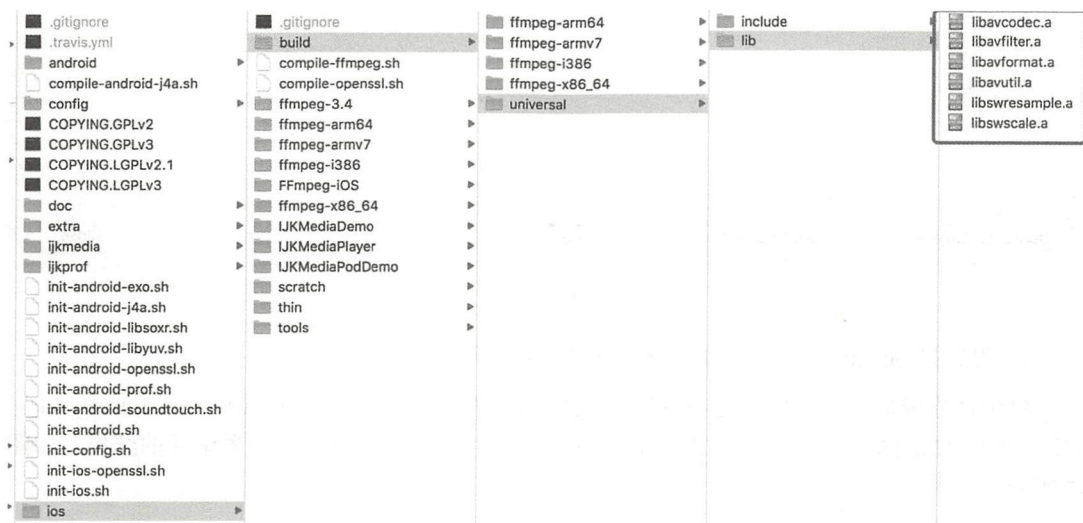 .gitignore
.travis.yml
android
compile-android-j4a.sh
config
COPYING.GPLv2
COPYING.GPLv3
COPYING.LGPLv2.1
COPYING.LGPLv3
doc
extra
ijkmedia
ijkprof
init-android-exo.sh
init-android-j4a.sh
init-android-libsoxr.sh
init-android-libyuv.sh
init-android-openssl.sh
init-android-prof.sh
init-android-soundtouch.sh
init-android.sh
init-config.sh
init-ios-openssl.sh
init-ios.sh
ios
.gitignore
build
compile-ffmpeg.sh
compile-openssl.sh
ffmpeg-3.4
ffmpeg-arm64
ffmpeg-armv7
ffmpeg-i386
FFmpeg-iOS
ffmpeg-x86_64
IJKMediaDemo
IJKMediaPlayer
IJKMediaPodDemo
scratch
thin
tools
ffmpeg-arm64
ffmpeg-armv7
ffmpeg-i386
ffmpeg-x86_64
universal
include
lib
libavcodec.a
libavfilter.a
libavformat.a
libavutil.a
libswresample.a
libswscale.a